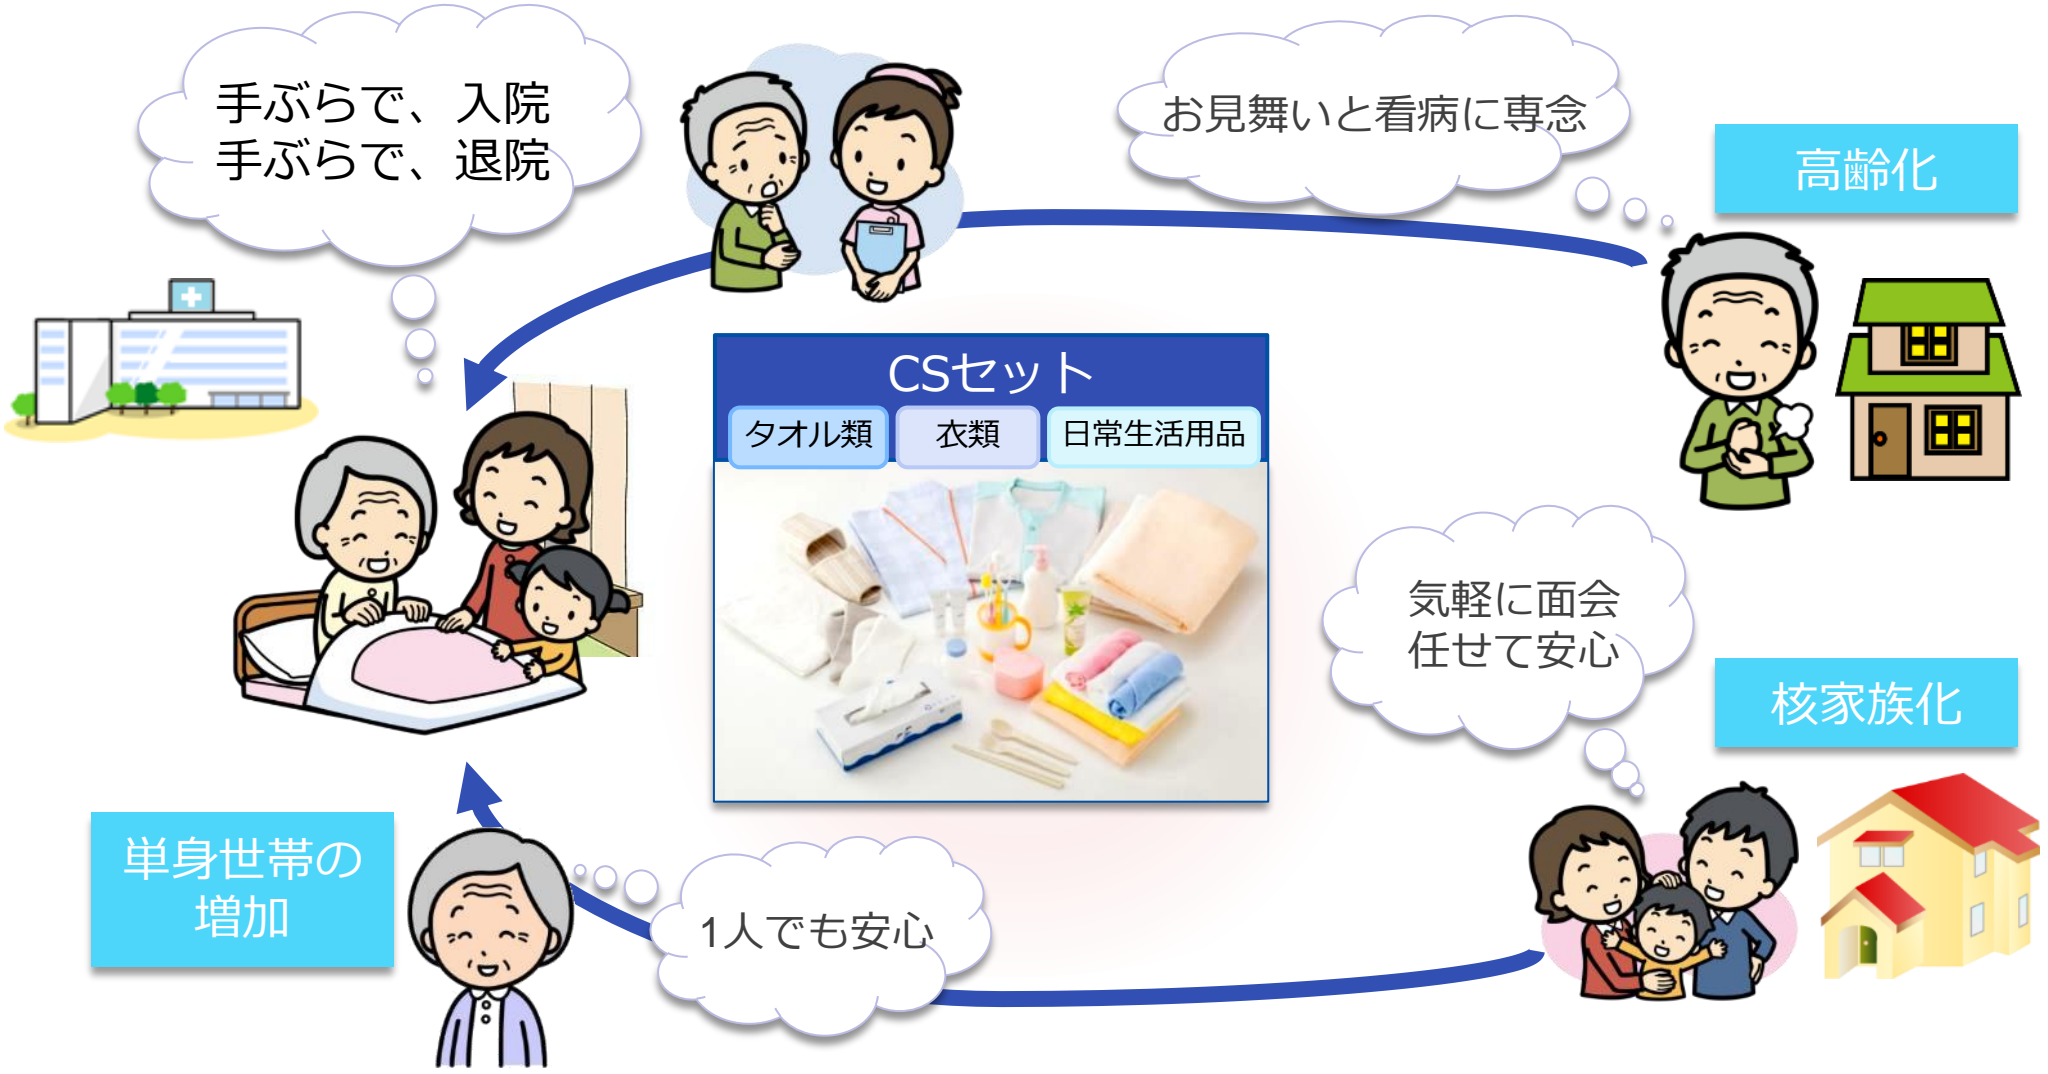 手ぶらで、入院
手ぶらで、退院
お見舞いと看病に専念
高齢化
CSセット
タオル類
衣類
日常生活用品
気軽に面会
任せて安心
核家族化
単身世帯の
増加
1人でも安心